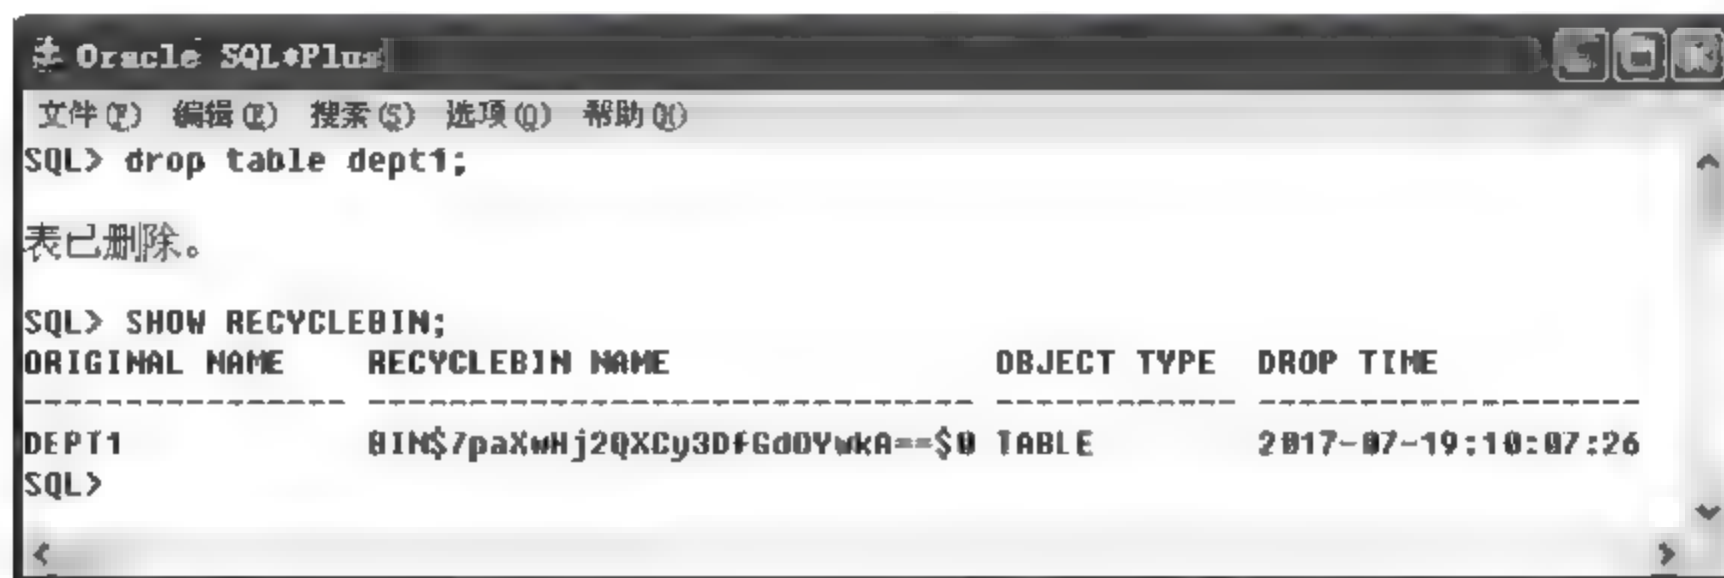 Oracle SQL*Plus
文件(F) 编辑(E) 搜索(S) 选项(O) 帮助(H)
SQL> drop table dept1;
表已删除。
SQL> SHOW RECYCLEBIN;
ORIGINAL NAME RECYCLEBIN NAME OBJECT TYPE DROP TIME
---------------- ------------------------------ ------------ -------------------
DEPT1 BIN$7paXwHj2QXCy3DfGdOYwkA==$0 TABLE 2017-07-19:10:07:26
SQL>